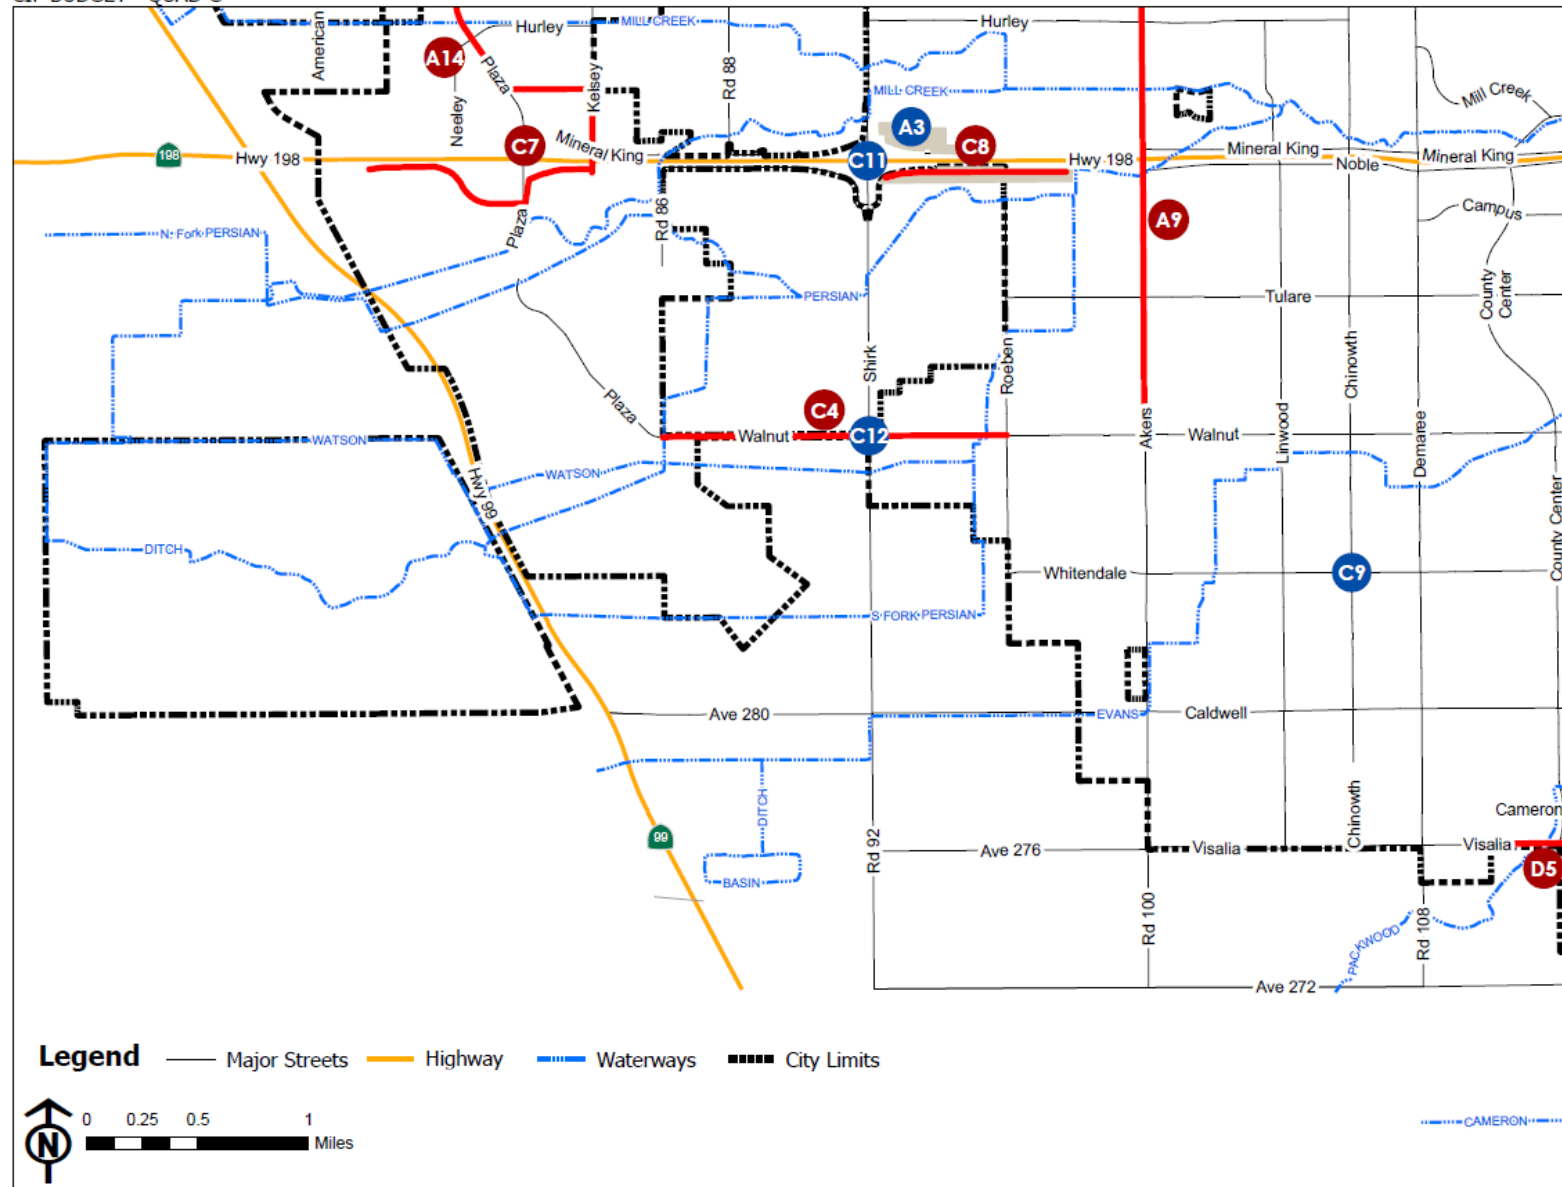 CIP BUDGET - QUAD C
American
Hurley
MILL CREEK
Hurley
A14
Plaza
Kelsey
Rd 88
Neeley
MILL CREEK
Mill Creek
A3
C7
Mineral King
C8
198
Hwy 198
C11
Hwy 198
Mineral King
Noble
Mineral King
Rd 86
A9
Campus
Plaza
N. Fork PERSIAN
County Center
PERSIAN
Tulare
Shirk
Roeben
Chinowth
Plaza
C4
Akers
Linwood
Demaree
Walnut
C12
Walnut
WATSON
WATSON
Hwy 99
County Center
DITCH
Whitendale
C9
S FORK PERSIAN
Ave 280
EVANS
Caldwell
DITCH
Chinowth
Cameron
99
Rd 92
Ave 276
Visalia
Visalia
D5
BASIN
Rd 100
Rd 108
PACKWOOD
Ave 272
Legend
Major Streets
Highway
Waterways
City Limits
0 0.25 0.5 1
Miles
N
CAMERON